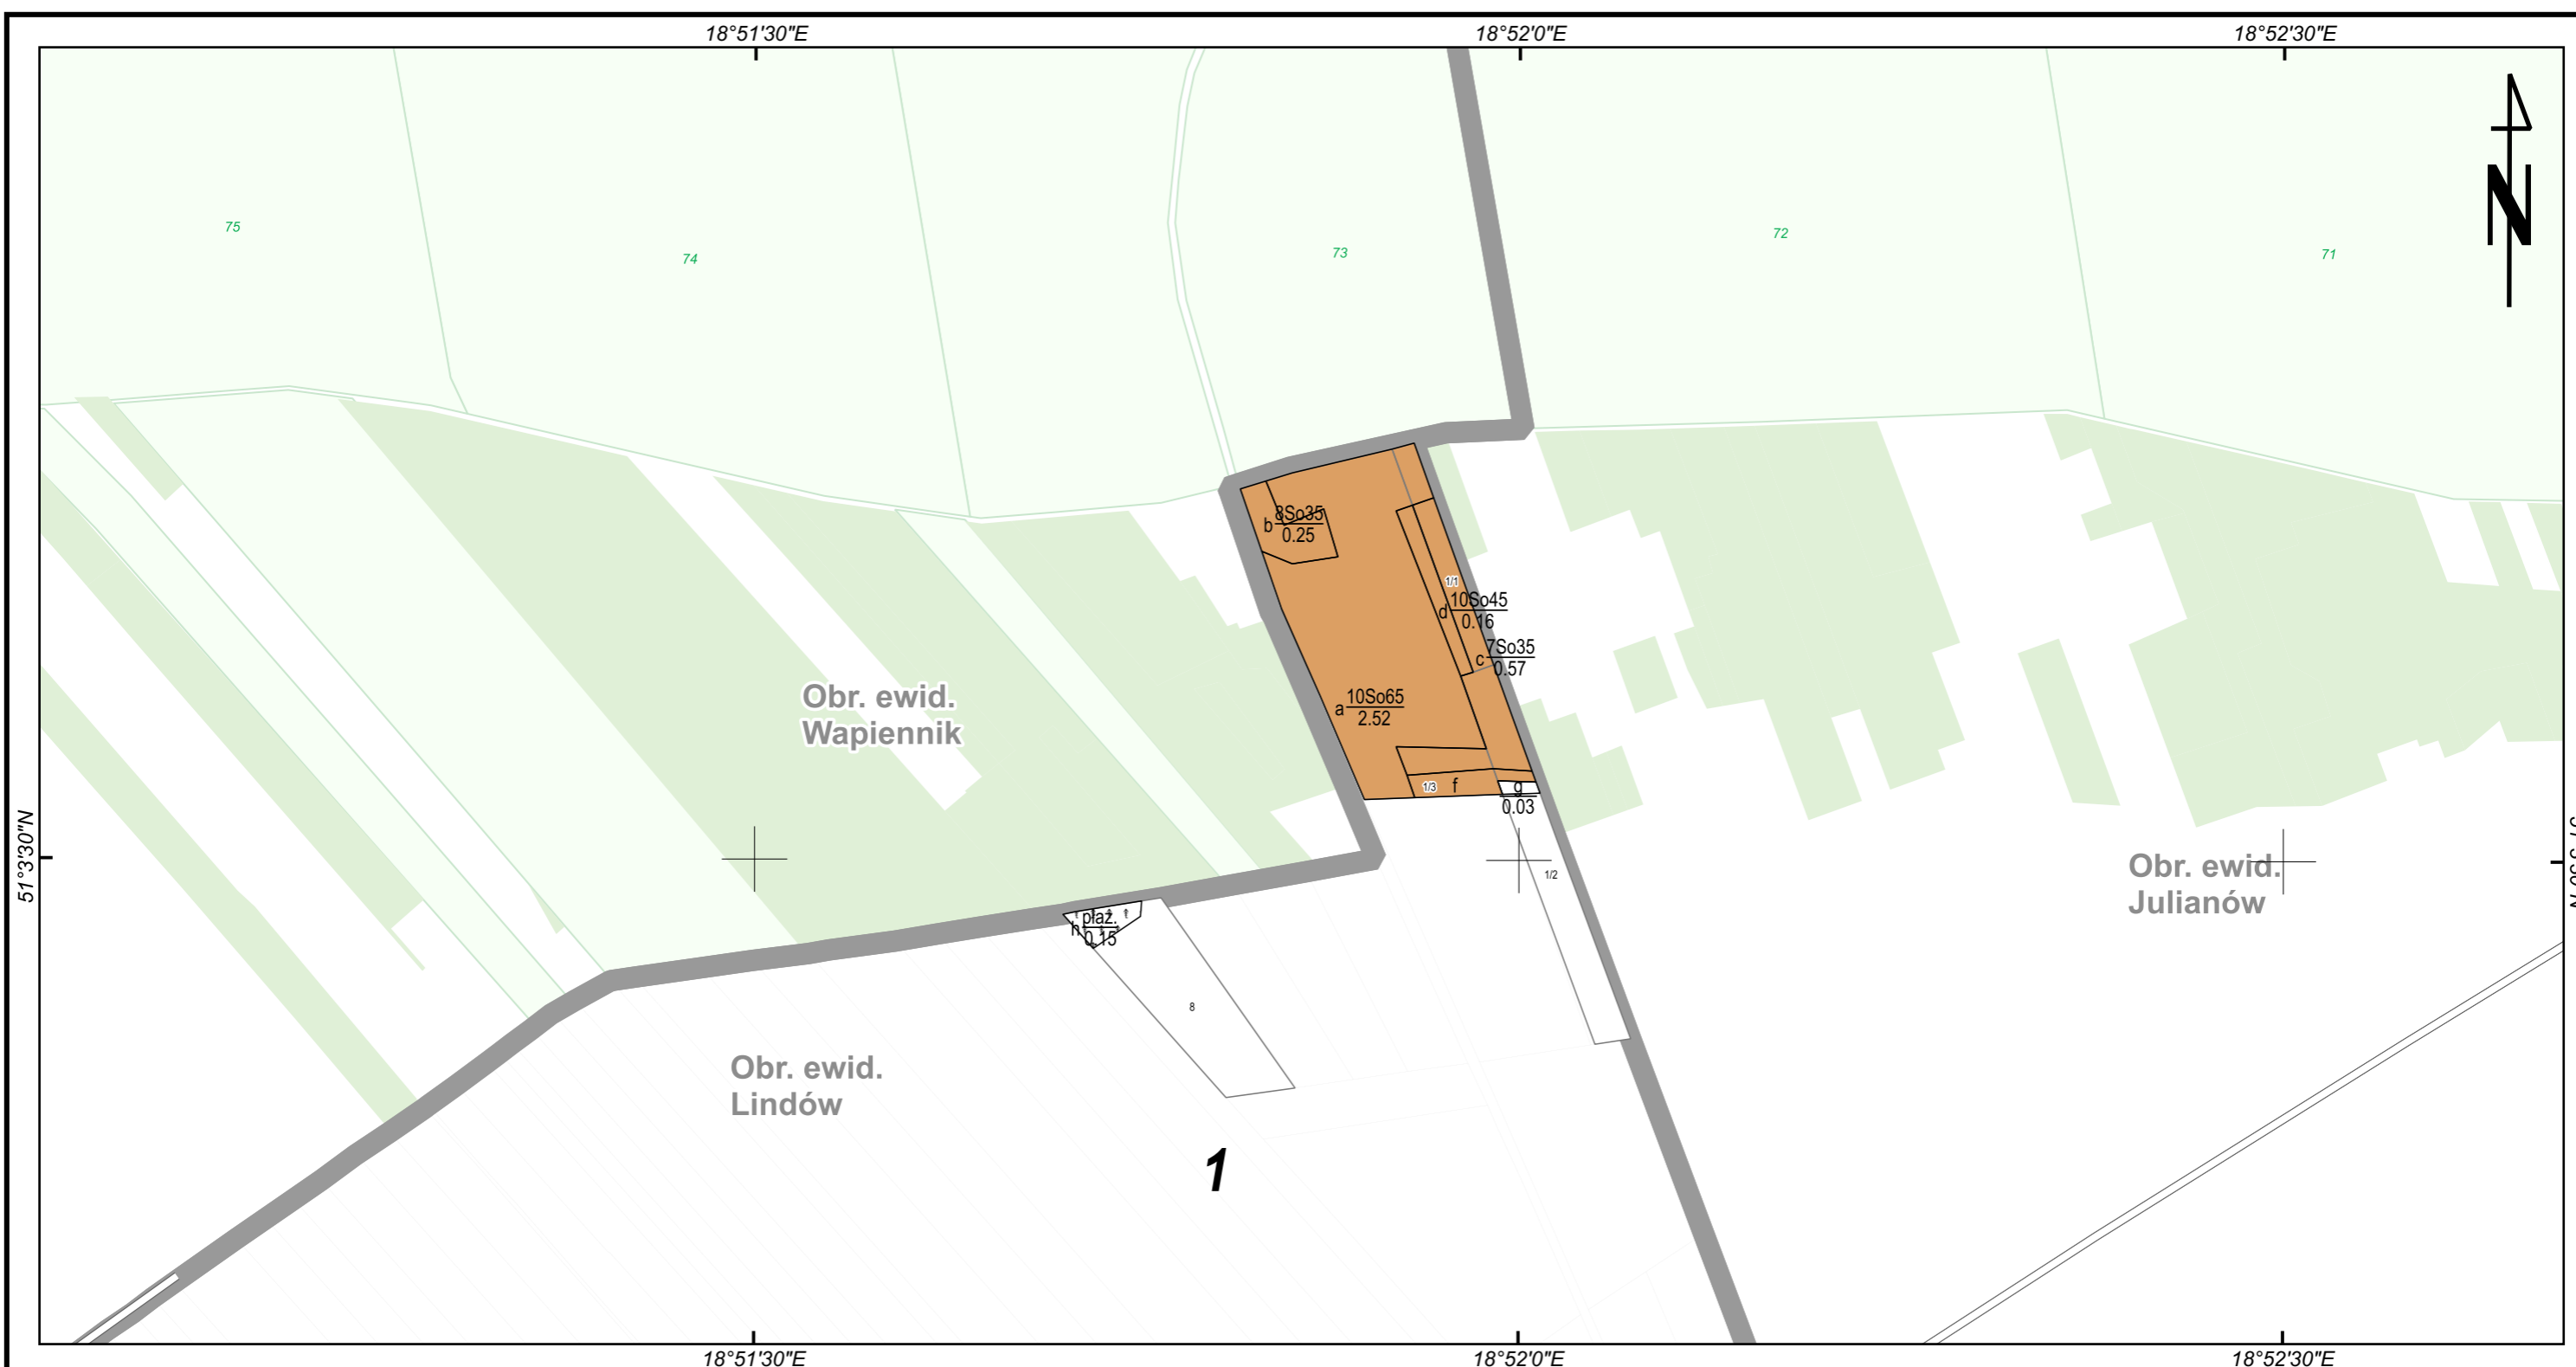 18°51'30"E
18°52'0"E
18°52'30"E
N
75
74
73
72
71
b 8So35
0.25
1/1
d 10So45
0.16
c 7So35
0.57
a 10So65
2.52
Obr. ewid.
Wapiennik
1/3 f
g
0.03
51°3'30"N
Obr. ewid.
Julianów
1/2
h płaz.
0.15
8
Obr. ewid.
Lindów
1
18°51'30"E
18°52'0"E
18°52'30"E